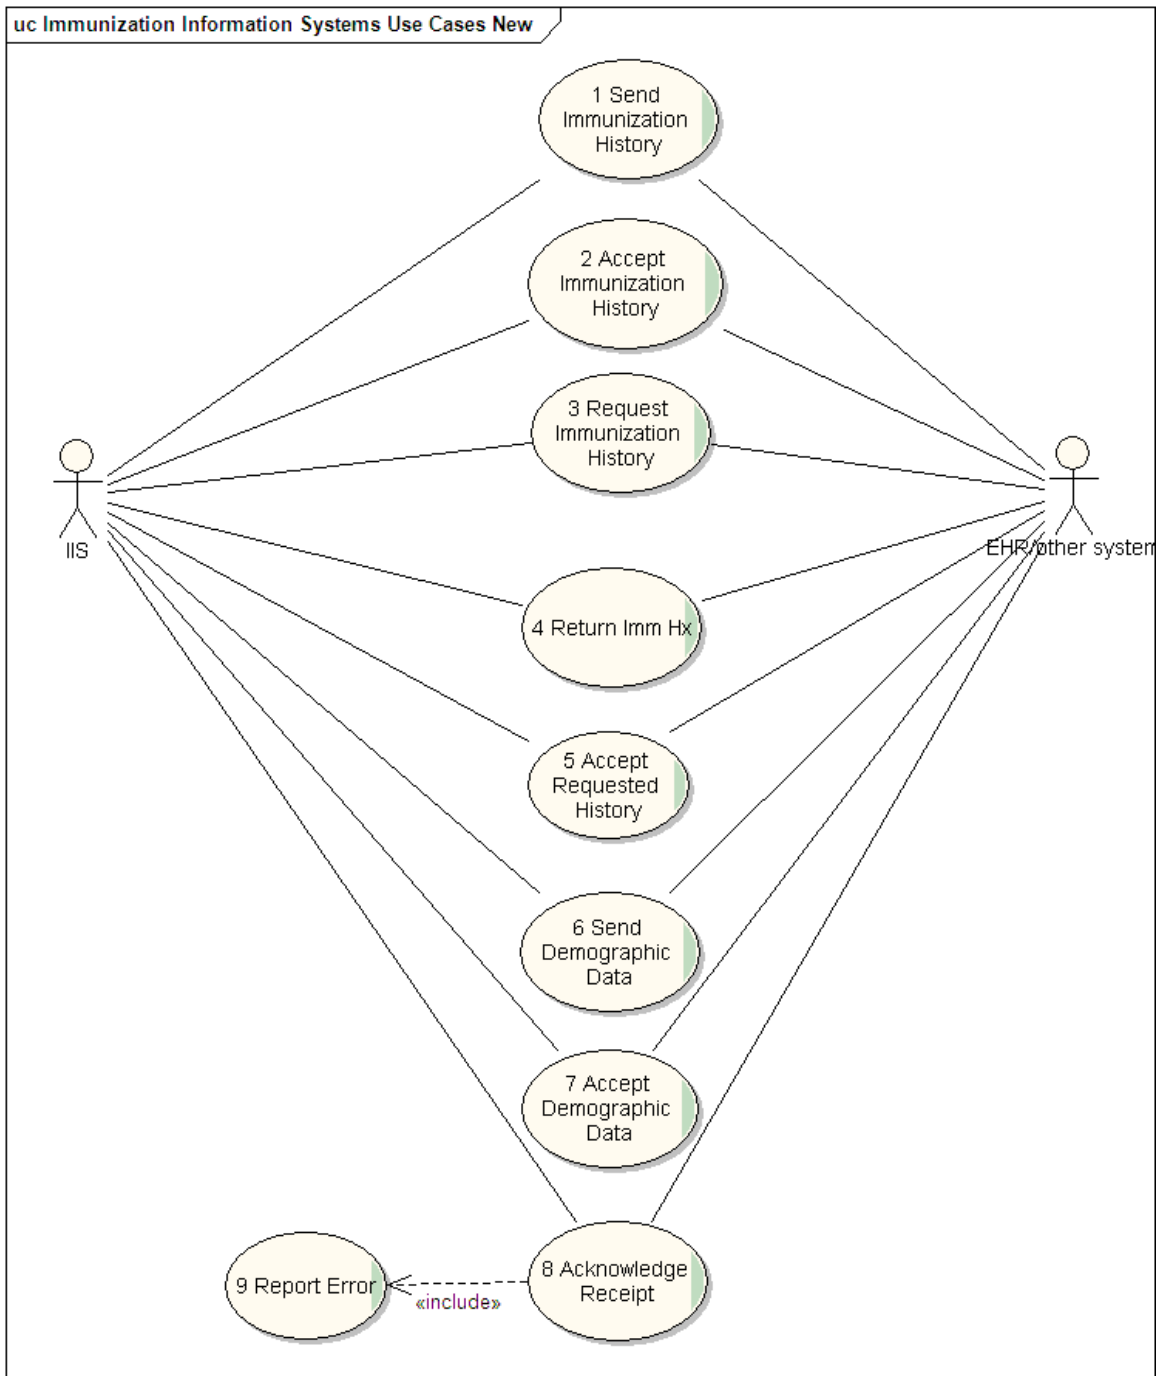 uc Immunization Information Systems Use Cases New
1 Send
Immunization
History
2 Accept
Immunization
History
3 Request
Immunization
History
IIS
EHR/other system
4 Return Imm Hx
5 Accept
Requested
History
6 Send
Demographic
Data
7 Accept
Demographic
Data
8 Acknowledge
Receipt
9 Report Error
«include»